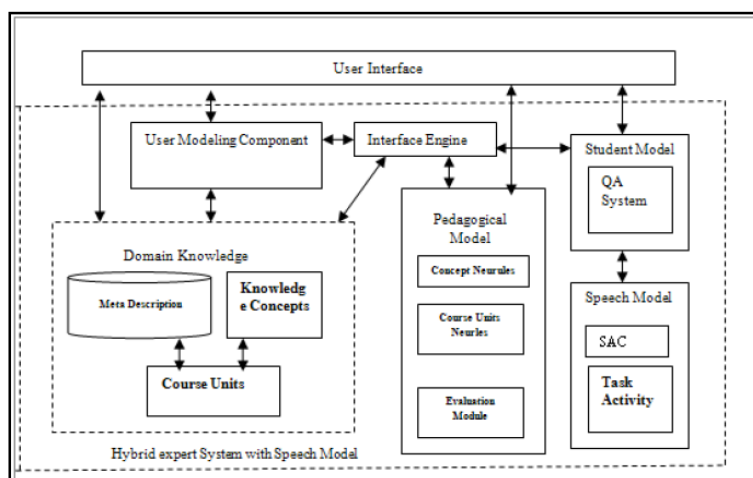 User Interface
User Modeling Component
Interface Engine
Student Model
QA
System
Pedagogical
Model
Concept Neurules
Course Units
Neurles
Evaluation
Module
Domain Knowledge
Meta Description
Knowledg
e Concepts
Course Units
Speech Model
SAC
Task
Activity
Hybrid expert System with Speech Model